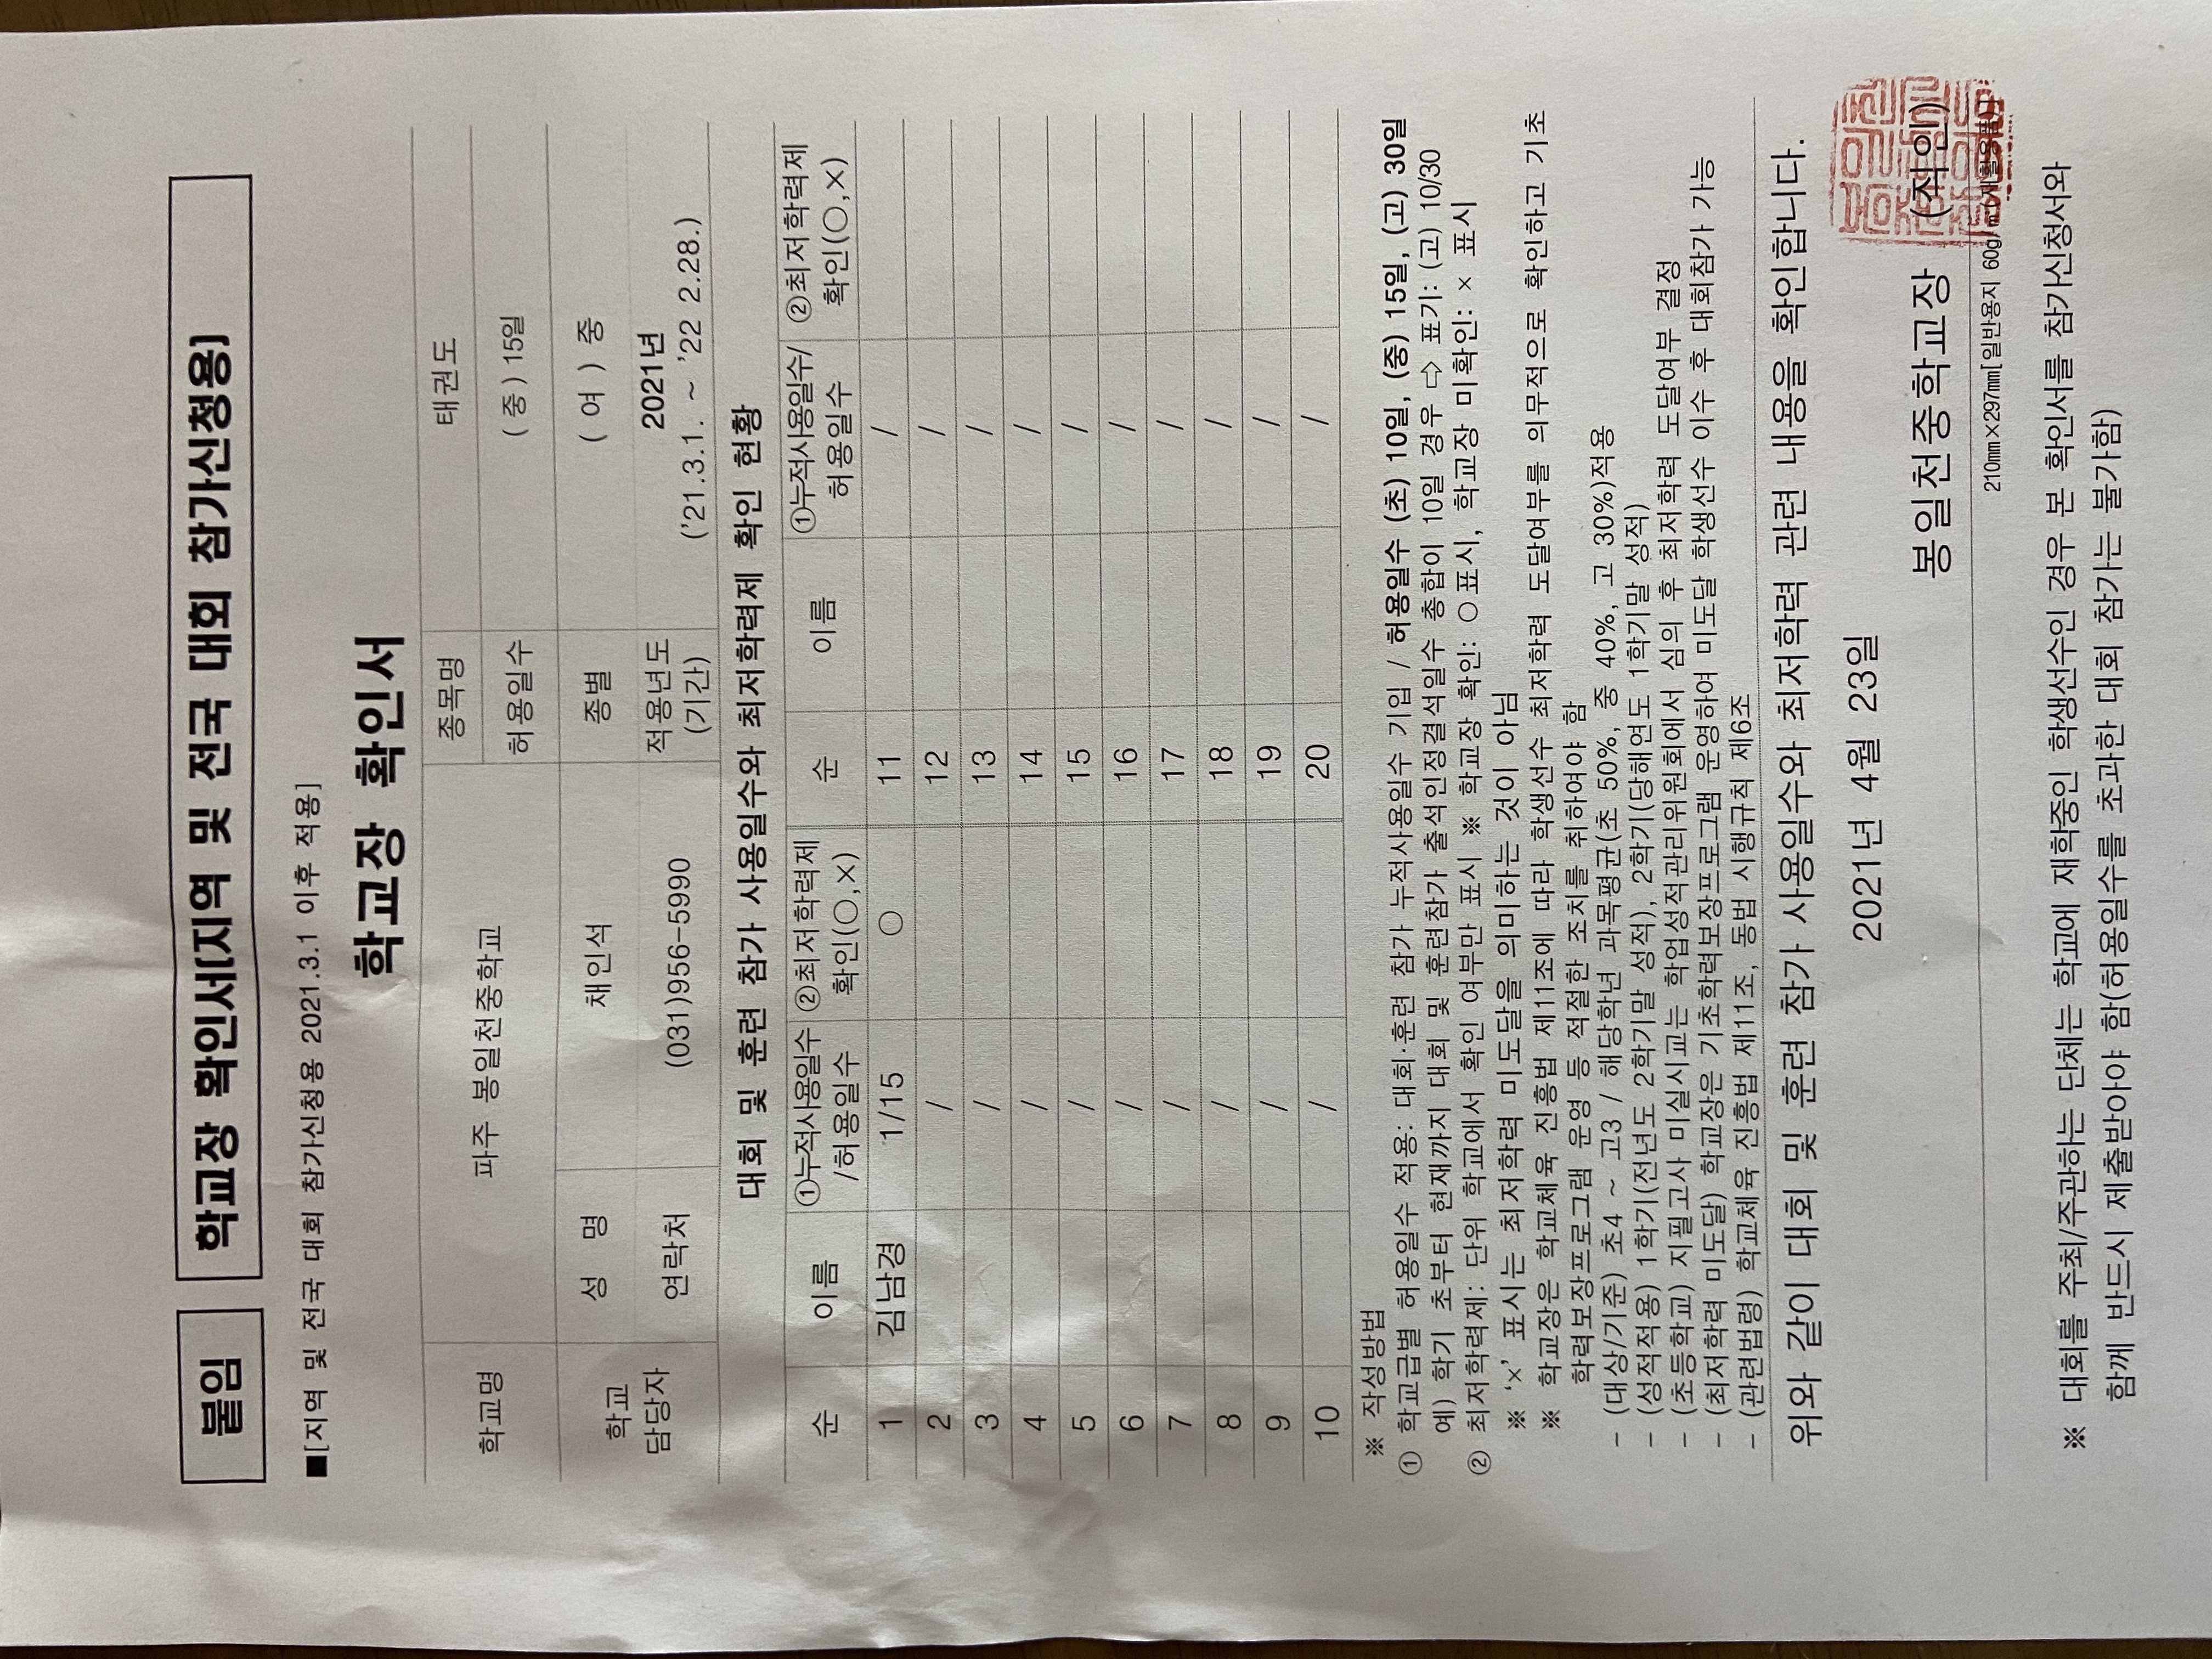 붙임 학교장 확인서(지역 및 전국 대회 참가신청용)
■[지역 및 전국 대회 참가신청용 2021.3.1 이후 적용]
학교장 확인서
학교명 파주 봉일천중학교 종목명 태권도
허용일수 ( 중 ) 15일
학교 담당자 성 명 채인석 종별 ( 여 ) 중
연락처 (031)956-5990 적용년도 (기간) 2021년
('21.3.1. ~ '22 2.28.)
대회 및 훈련 참가 사용일수와 최저학력제 확인 현황
순 이름 ①누적사용일수 /허용일수 ②최저학력제 확인(○,×) 순 이름 ①누적사용일수/ 허용일수 ②최저학력제 확인(○,×)
1 김남경 1/15 ○ 11 /
2 / 12 /
3 / 13 /
4 / 14 /
5 / 15 /
6 / 16 /
7 / 17 /
8 / 18 /
9 / 19 /
10 / 20 /
※ 작성방법
① 학교급별 허용일수 적용: 대회·훈련 참가 누적사용일수 기입 / 허용일수 (초) 10일, (중) 15일, (고) 30일
예) 학기 초부터 현재까지 대회 및 훈련참가 출석인정결석일수 총합이 10일 경우 ⇨ 표기: (고) 10/30
② 최저학력제: 단위 학교에서 확인 여부만 표시 ※ 학교장 확인: ○표시, 학교장 미확인: × 표시
※ '×' 표시는 최저학력 미도달을 의미하는 것이 아님
※ 학교장은 학교체육 진흥법 제11조에 따라 학생선수 최저학력 도달여부를 의무적으로 확인하고 기초
학력보장프로그램 운영 등 적절한 조치를 취하여야 함
- (대상/기준) 초4 ~ 고3 / 해당학년 과목평균(초 50%, 중 40%, 고 30%)적용
- (성적적용) 1학기(전년도 2학기말 성적), 2학기(당해연도 1학기말 성적)
- (초등학교) 지필고사 미실시교는 학업성적관리위원회에서 심의 후 최저학력 도달여부 결정
- (최저학력 미도달) 학교장은 기초학력보장프로그램 운영하여 미도달 학생선수 이수 후 대회참가 가능
- (관련법령) 학교체육 진흥법 제11조, 동법 시행규칙 제6조
위와 같이 대회 및 훈련 참가 사용일수와 최저학력 관련 내용을 확인합니다.
2021년 4월 23일
봉일천중학교장 (직인)
210㎜×297㎜[일반용지 60g/㎡(재활용품)]
※ 대회를 주최/주관하는 단체는 학교에 재학중인 학생선수인 경우 본 확인서를 참가신청서와
함께 반드시 제출받아야 함(허용일수를 초과한 대회 참가는 불가함)